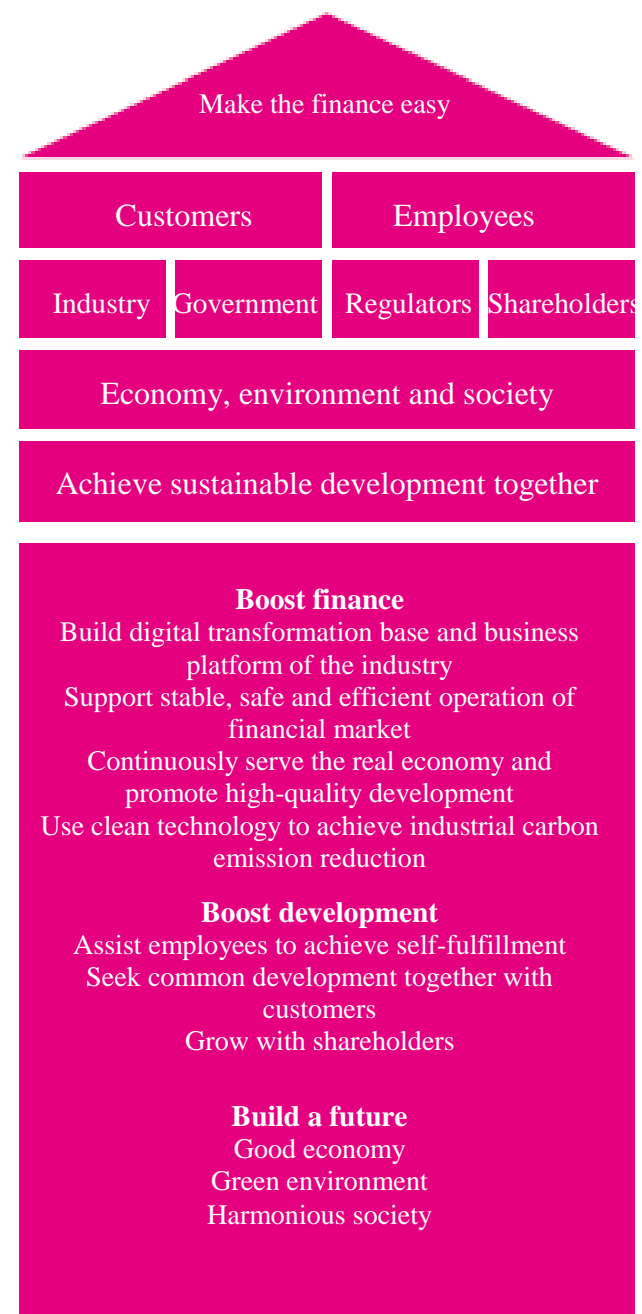 Make the finance easy
Customers
Employees
Industry
Government
Regulators
Shareholders
Economy, environment and society
Achieve sustainable development together
Boost finance
Build digital transformation base and business
platform of the industry
Support stable, safe and efficient operation of
financial market
Continuously serve the real economy and
promote high-quality development
Use clean technology to achieve industrial carbon
emission reduction
Boost development
Assist employees to achieve self-fulfillment
Seek common development together with
customers
Grow with shareholders
Build a future
Good economy
Green environment
Harmonious society